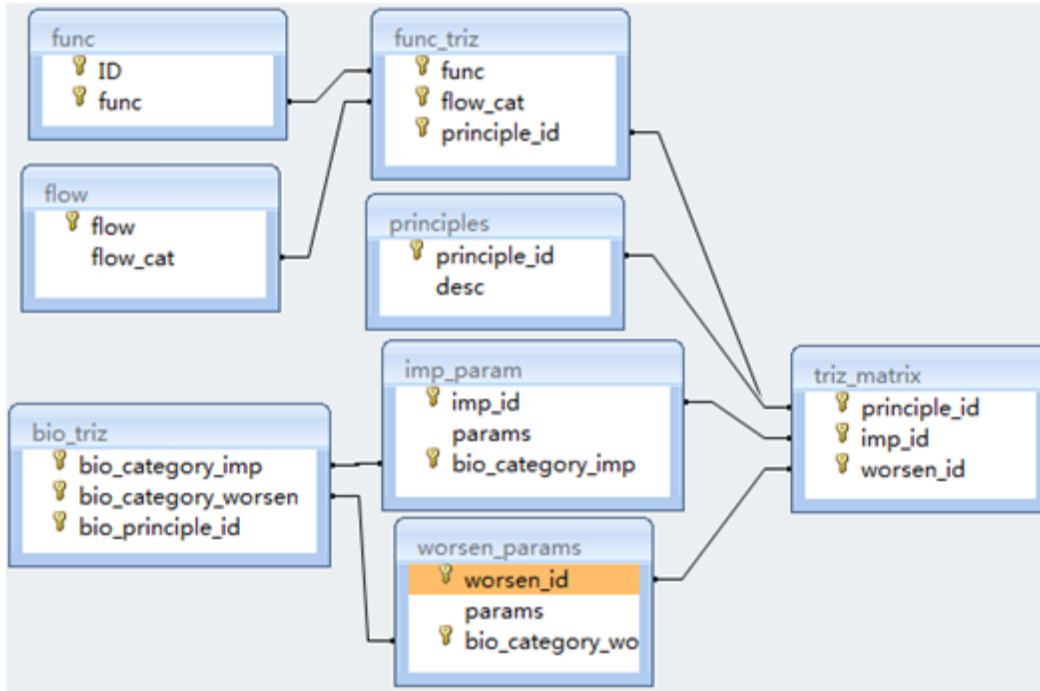 func
ID
func
func_triz
func
flow_cat
principle_id
flow
flow
flow_cat
principles
principle_id
desc
imp_param
imp_id
params
bio_category_imp
triz_matrix
principle_id
imp_id
worsen_id
bio_triz
bio_category_imp
bio_category_worsen
bio_principle_id
worsen_params
worsen_id
params
bio_category_wo